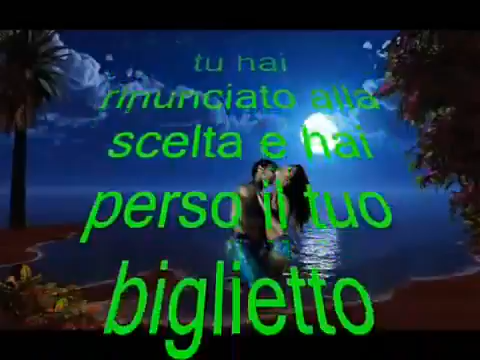 tu hai
rinunciato alla
scelta e hai
perso il tuo
biglietto